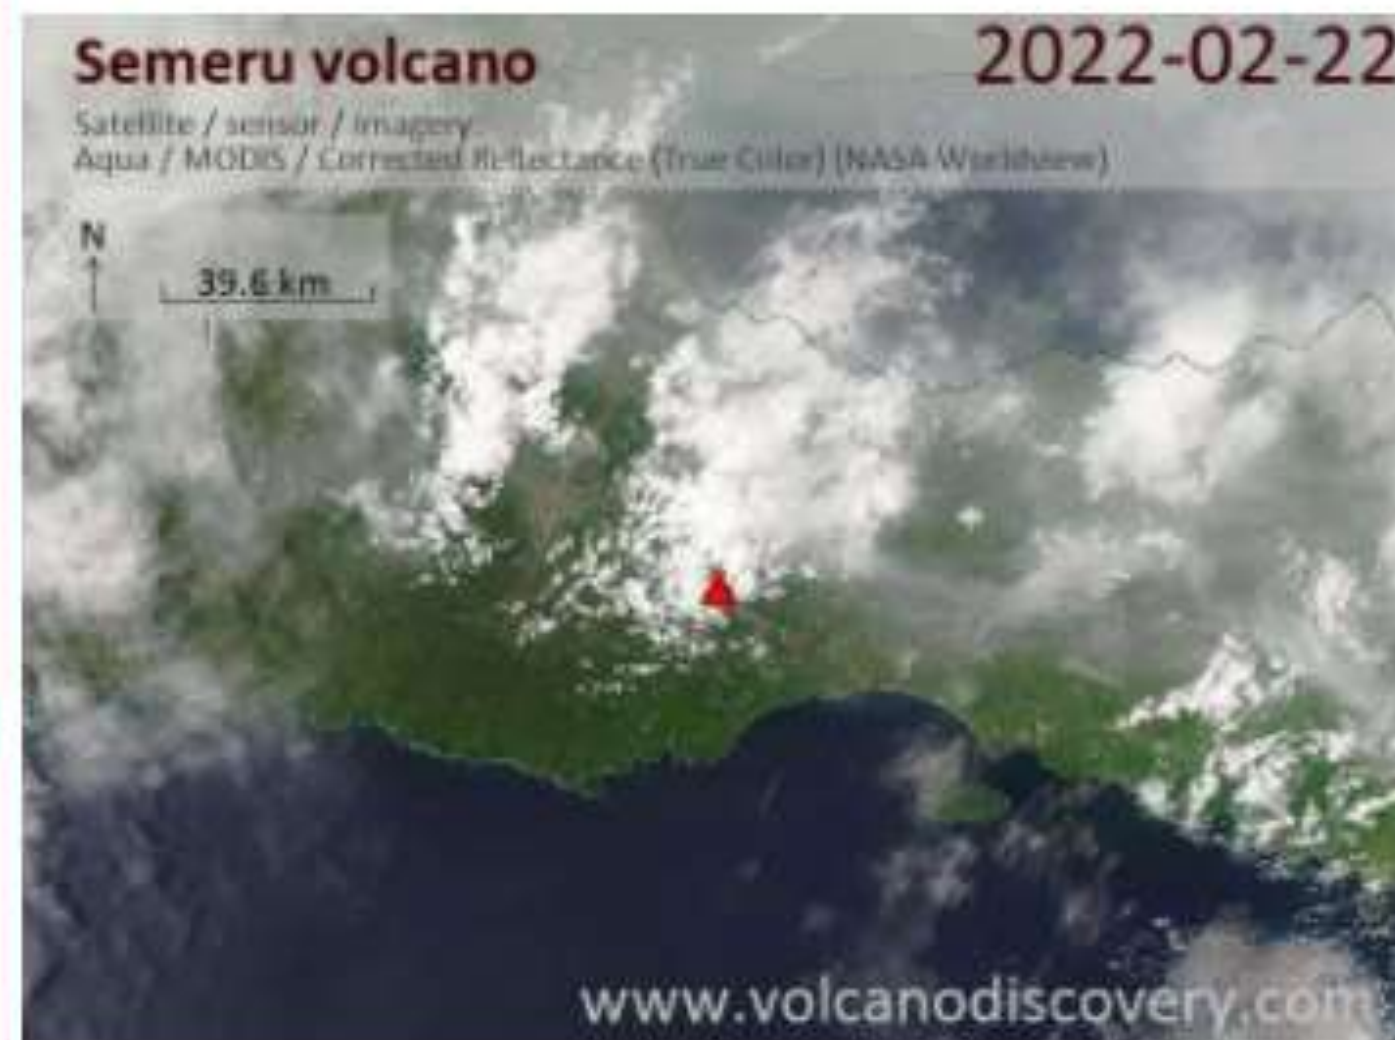 Semeru volcano
2022-02-22
Satellite / sensor / imagery
Aqua / MODIS / Corrected Reflectance (True Color) (NASA Worldview)
N
39.6 km
www.volcanodiscovery.com